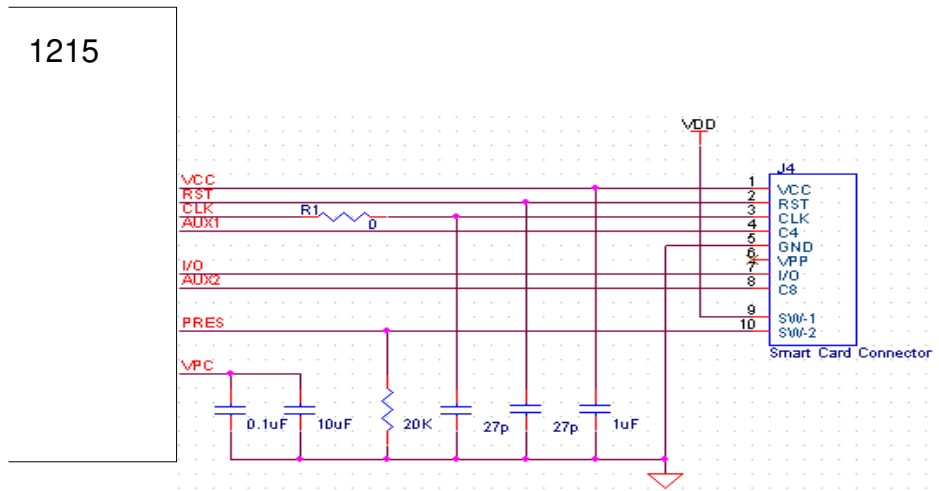 1215
VDD
J4
VCC 1 VCC
RST 2 RST
CLK R1 0 3 CLK
AUX1 4 C4
5 GND
6 VPP
I/O 7 I/O
AUX2 8 C8
9 SW-1
PRES 10 SW-2
Smart Card Connector
VPC
0.1uF 10uF 20K 27p 27p 1uF